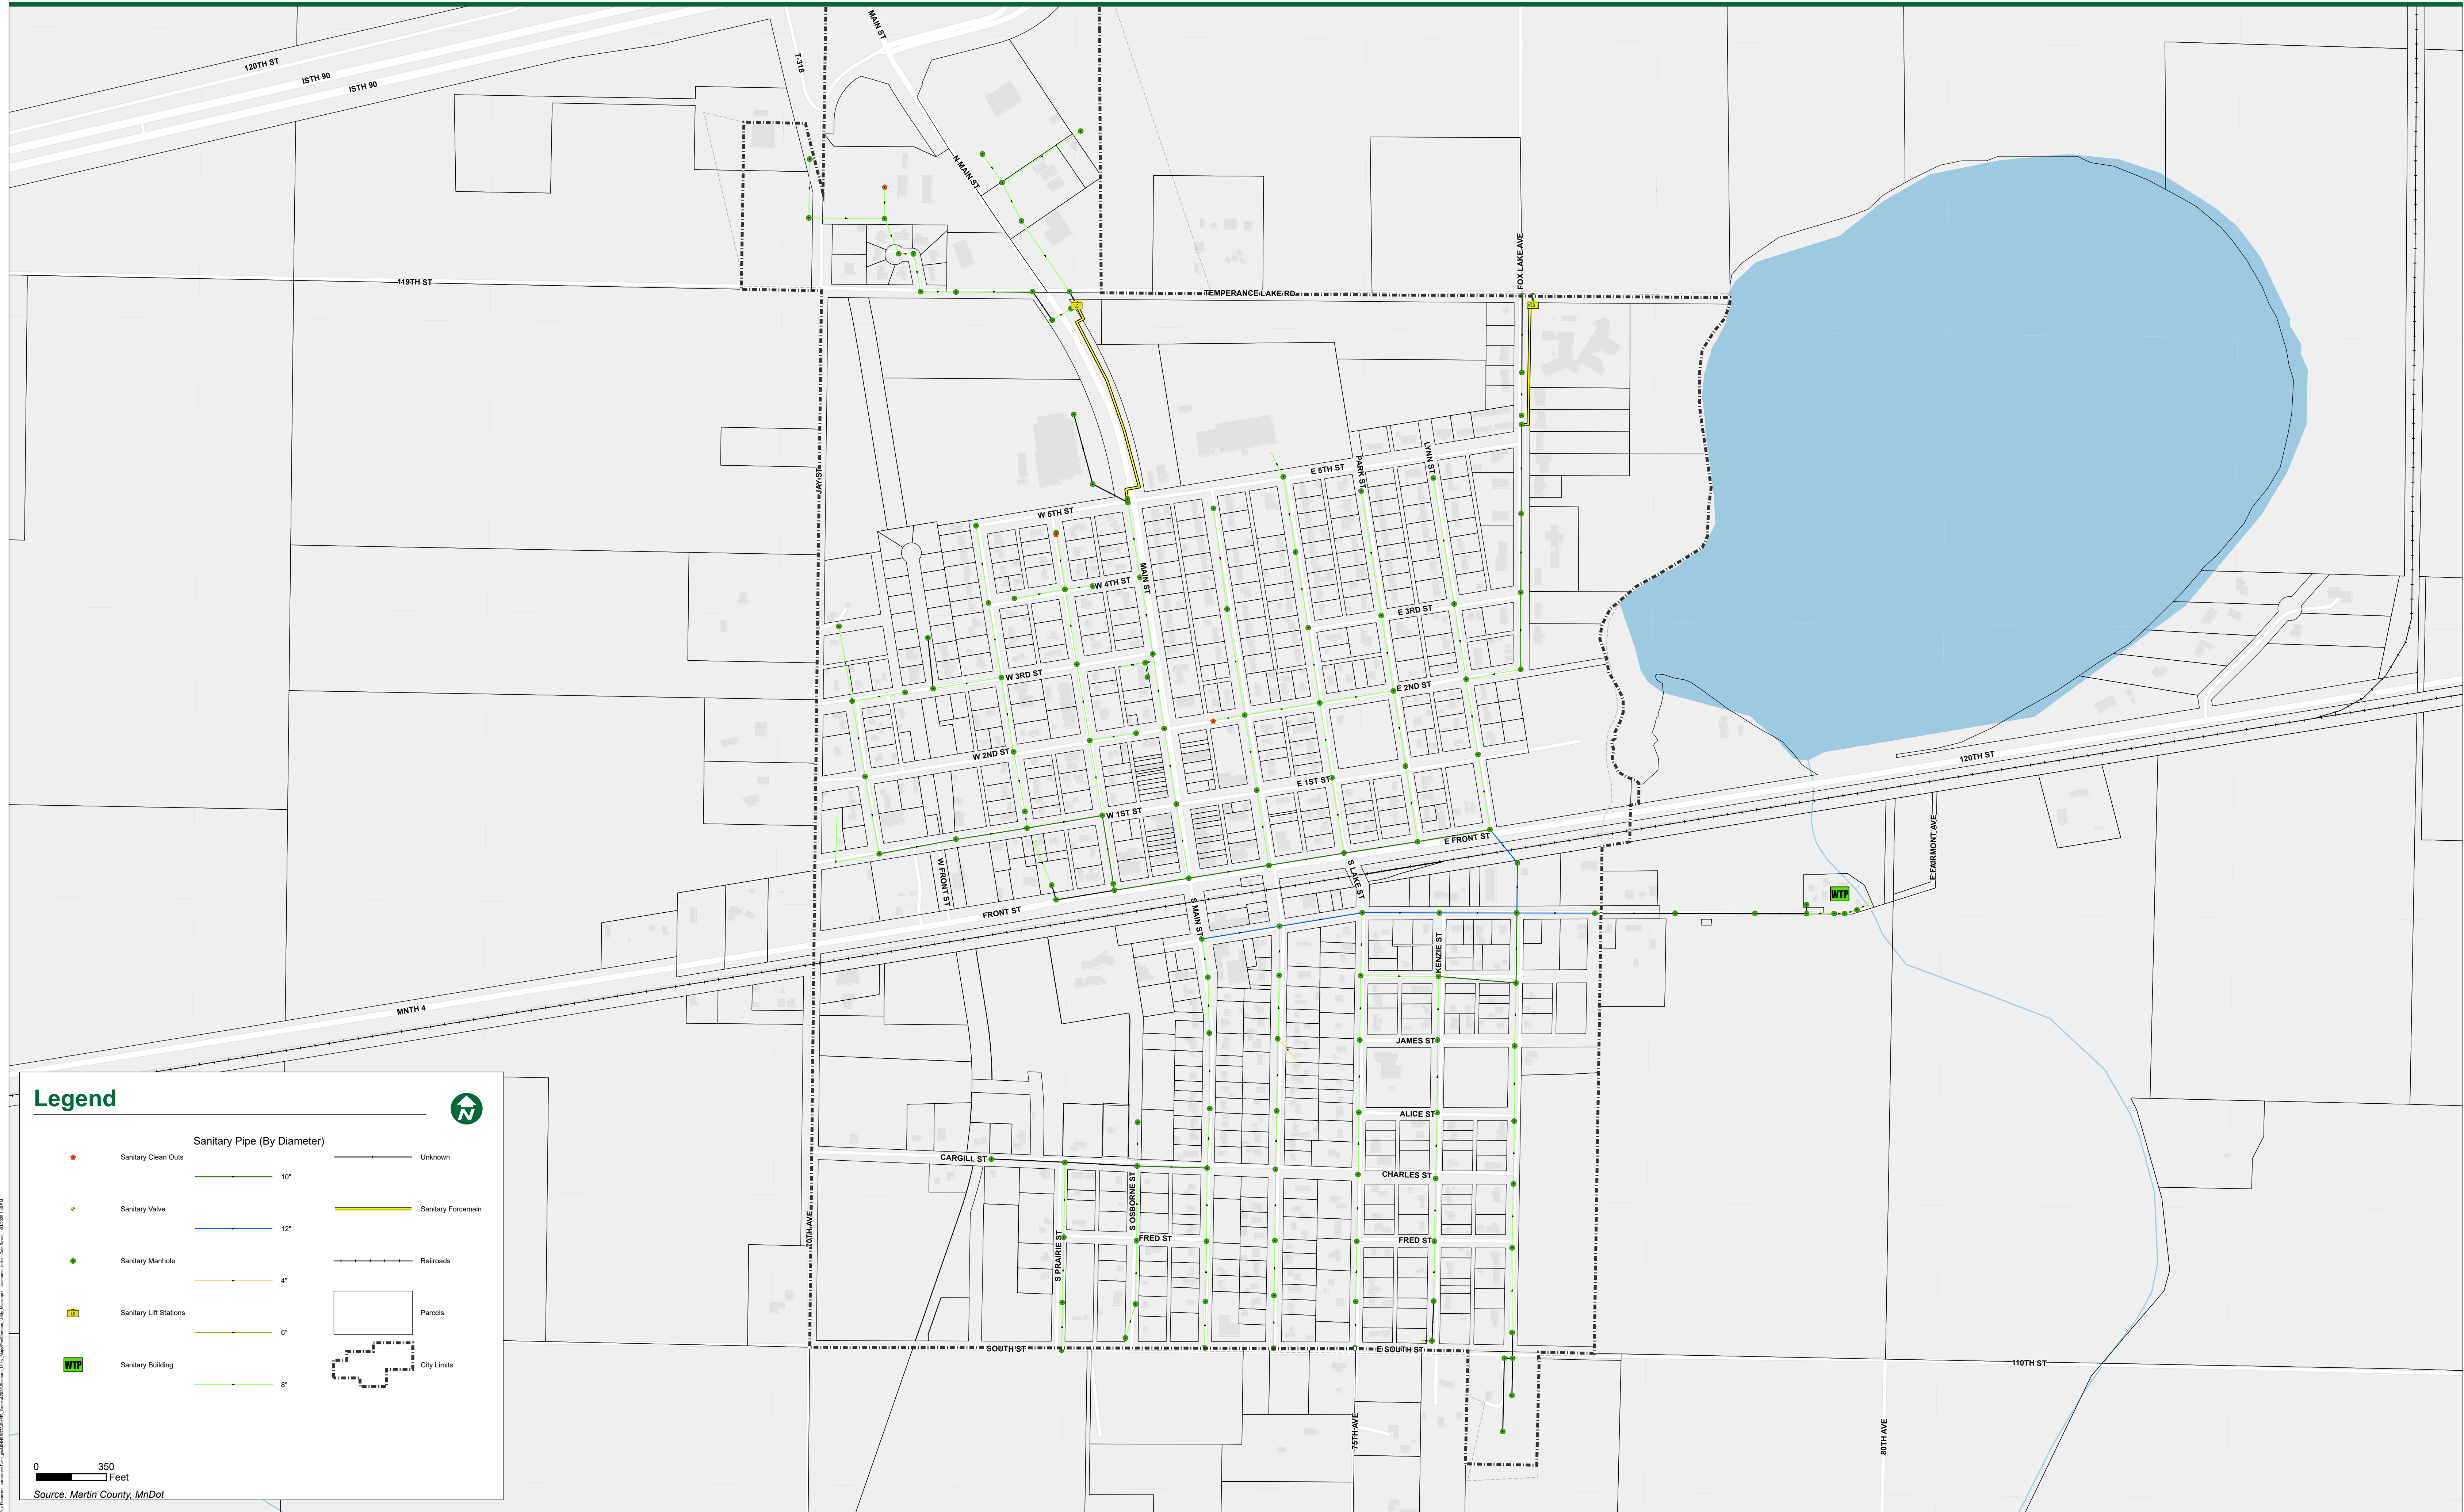 MAIN ST
120TH ST
ISTH 90
ISTH 90
T-318
N MAIN ST
FOX LAKE AVE
119TH ST
TEMPERANCE LAKE RD
LS
LS
JAY ST
E 5TH ST
PARK ST
LYNN ST
W 5TH ST
W 4TH ST
MAIN ST
E 3RD ST
W 3RD ST
E 2ND ST
W 2ND ST
120TH ST
E 1ST ST
W 1ST ST
E FRONT ST
E FAIRMONT AVE
W FRONT ST
S LAKE ST
WTP
FRONT ST
S MAIN ST
KENZIE ST
MNTH 4
JAMES ST
ALICE ST
CARGILL ST
CHARLES ST
S OSBORNE ST
70TH AVE
S PRAIRIE ST
FRED ST
FRED ST
SOUTH ST
E SOUTH ST
110TH ST
75TH AVE
80TH AVE
Legend
N
Sanitary Pipe (By Diameter)
Sanitary Clean Outs
Unknown
10"
Sanitary Valve
Sanitary Forcemain
12"
Sanitary Manhole
Railroads
4"
LS
Sanitary Lift Stations
Parcels
6"
WTP
Sanitary Building
City Limits
8"
0 350
Feet
Source: Martin County, MnDot